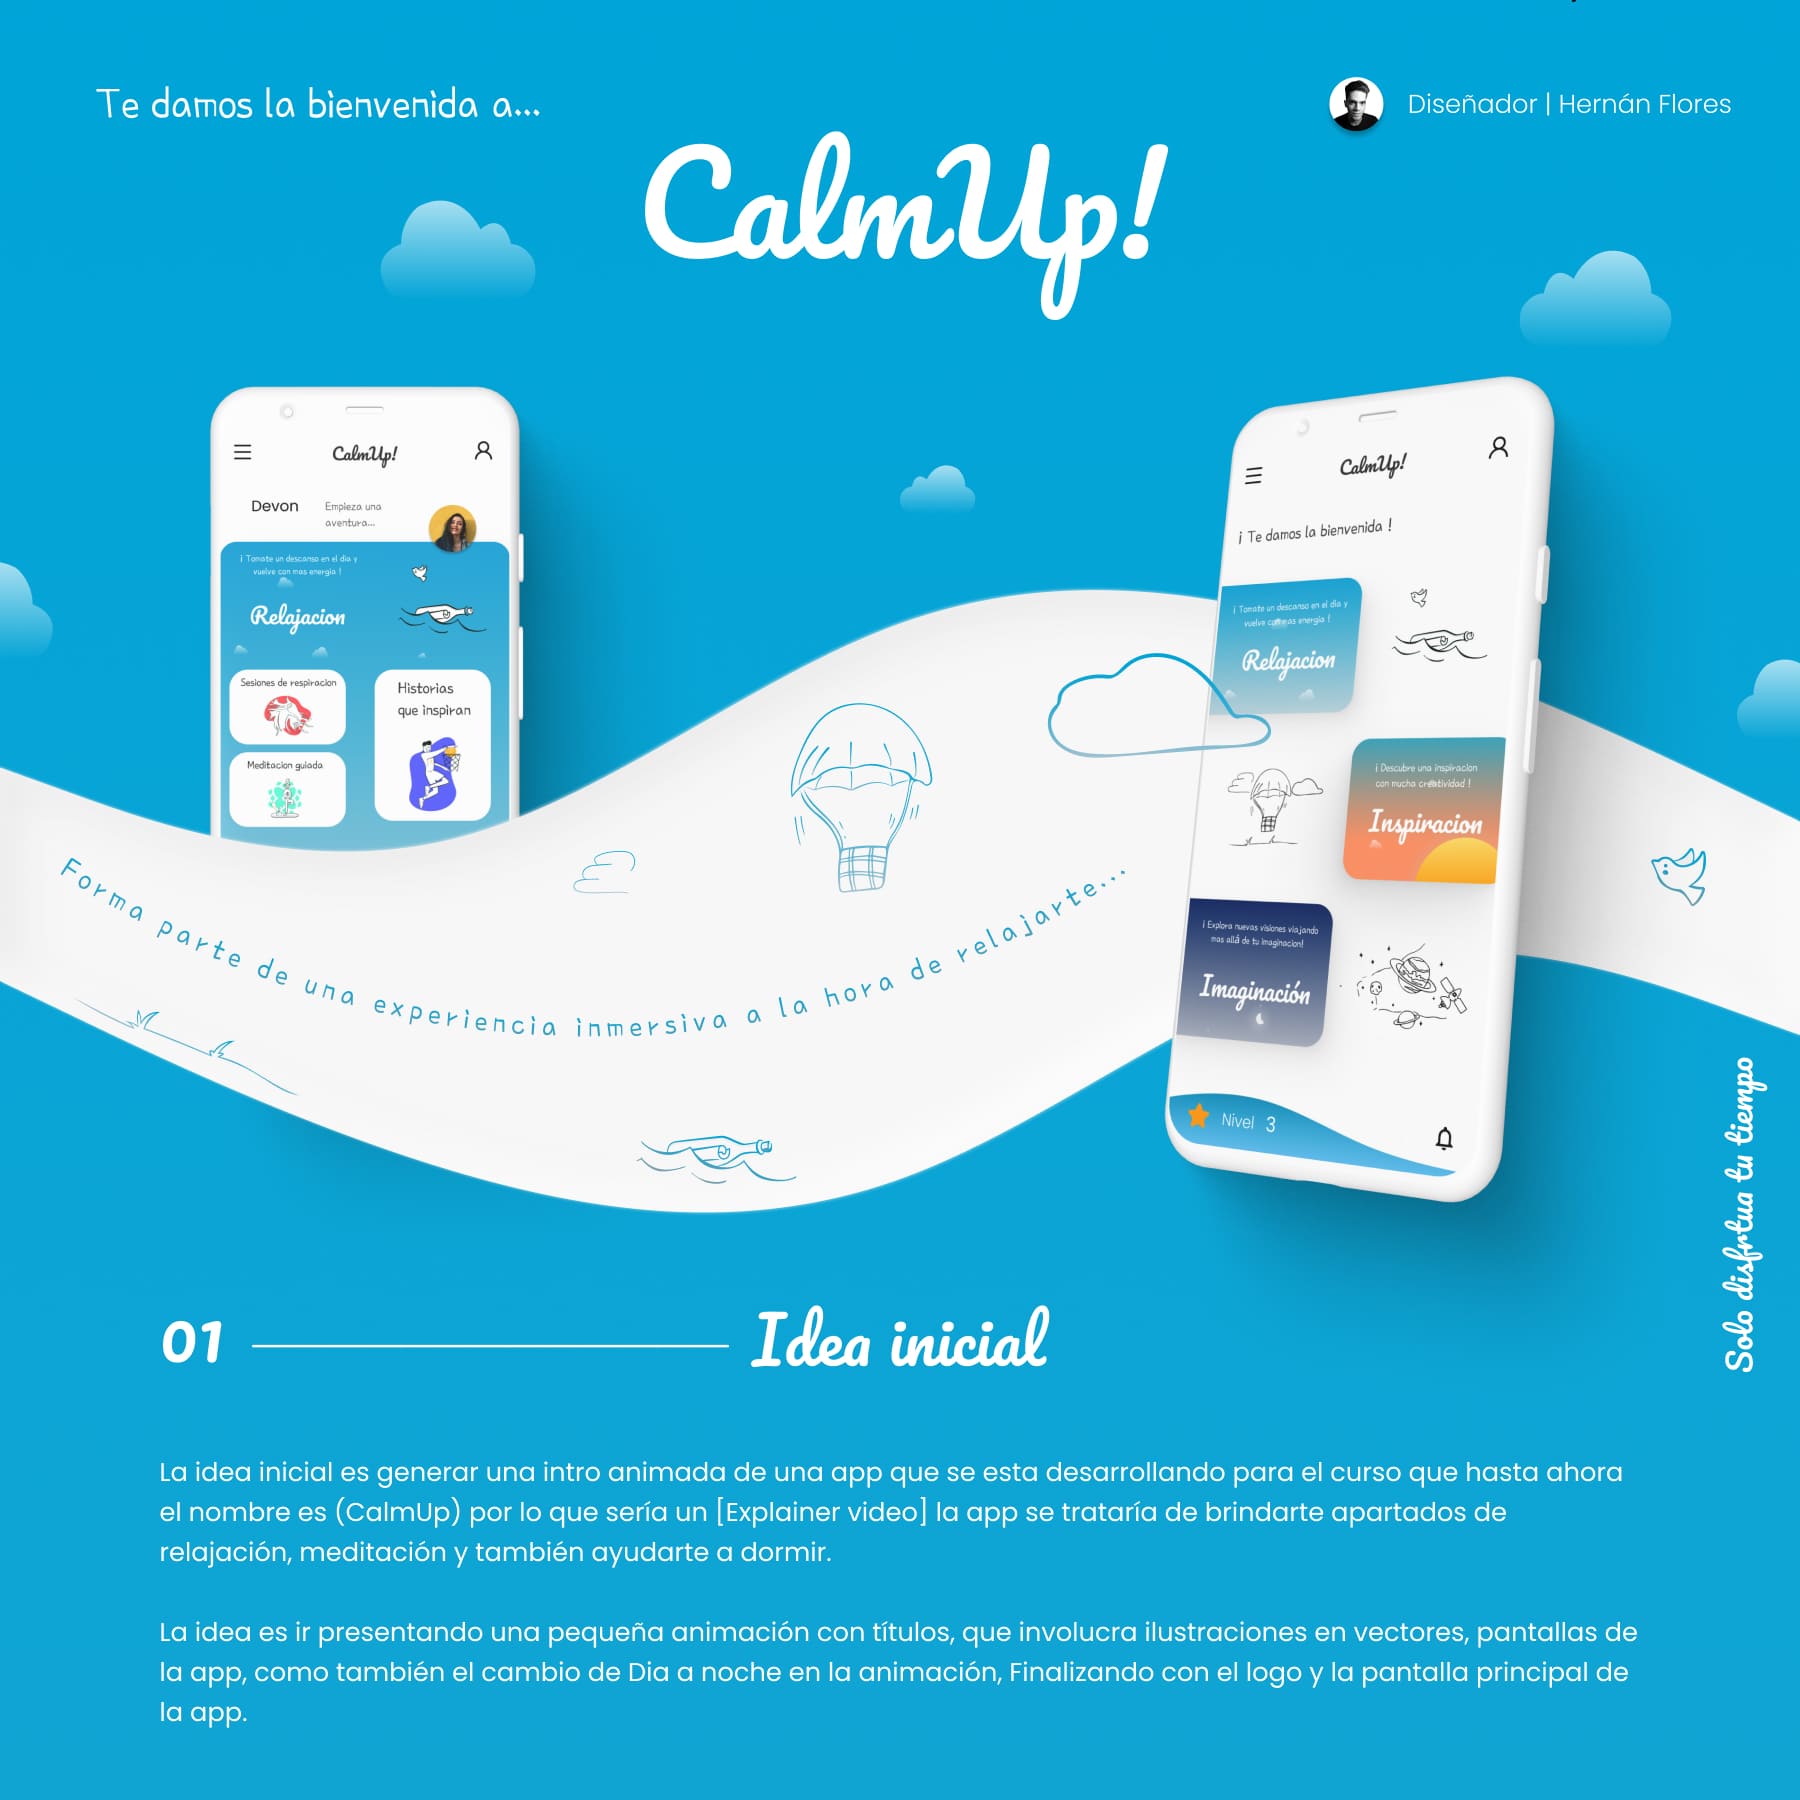 Te damos la bienvenida a...
Diseñador | Hernán Flores
CalmUp!
CalmUp!
Devon
Empieza una
aventura...
¡ Tomate un descanso en el dia y
vuelve con mas energia !
Relajacion
Sesiones de respiracion
Historias
que inspiran
Meditacion guiada
CalmUp!
¡ Te damos la bienvenida !
¡ Tomate un descanso en el dia y
vuelve con mas energia !
Relajacion
¡ Descubre una inspiracion
con mucha creatividad !
Inspiracion
¡ Explora nuevas visiones viajando
mas allá de tu imaginacion!
Imaginación
Nivel 3
Forma parte de una experiencia inmersiva a la hora de relajarte...
Solo disfrtua tu tiempo
01
Idea inicial
La idea inicial es generar una intro animada de una app que se esta desarrollando para el curso que hasta ahora
el nombre es (CalmUp) por lo que sería un [Explainer video] la app se trataría de brindarte apartados de
relajación, meditación y también ayudarte a dormir.
La idea es ir presentando una pequeña animación con títulos, que involucra ilustraciones en vectores, pantallas de
la app, como también el cambio de Dia a noche en la animación, Finalizando con el logo y la pantalla principal de
la app.